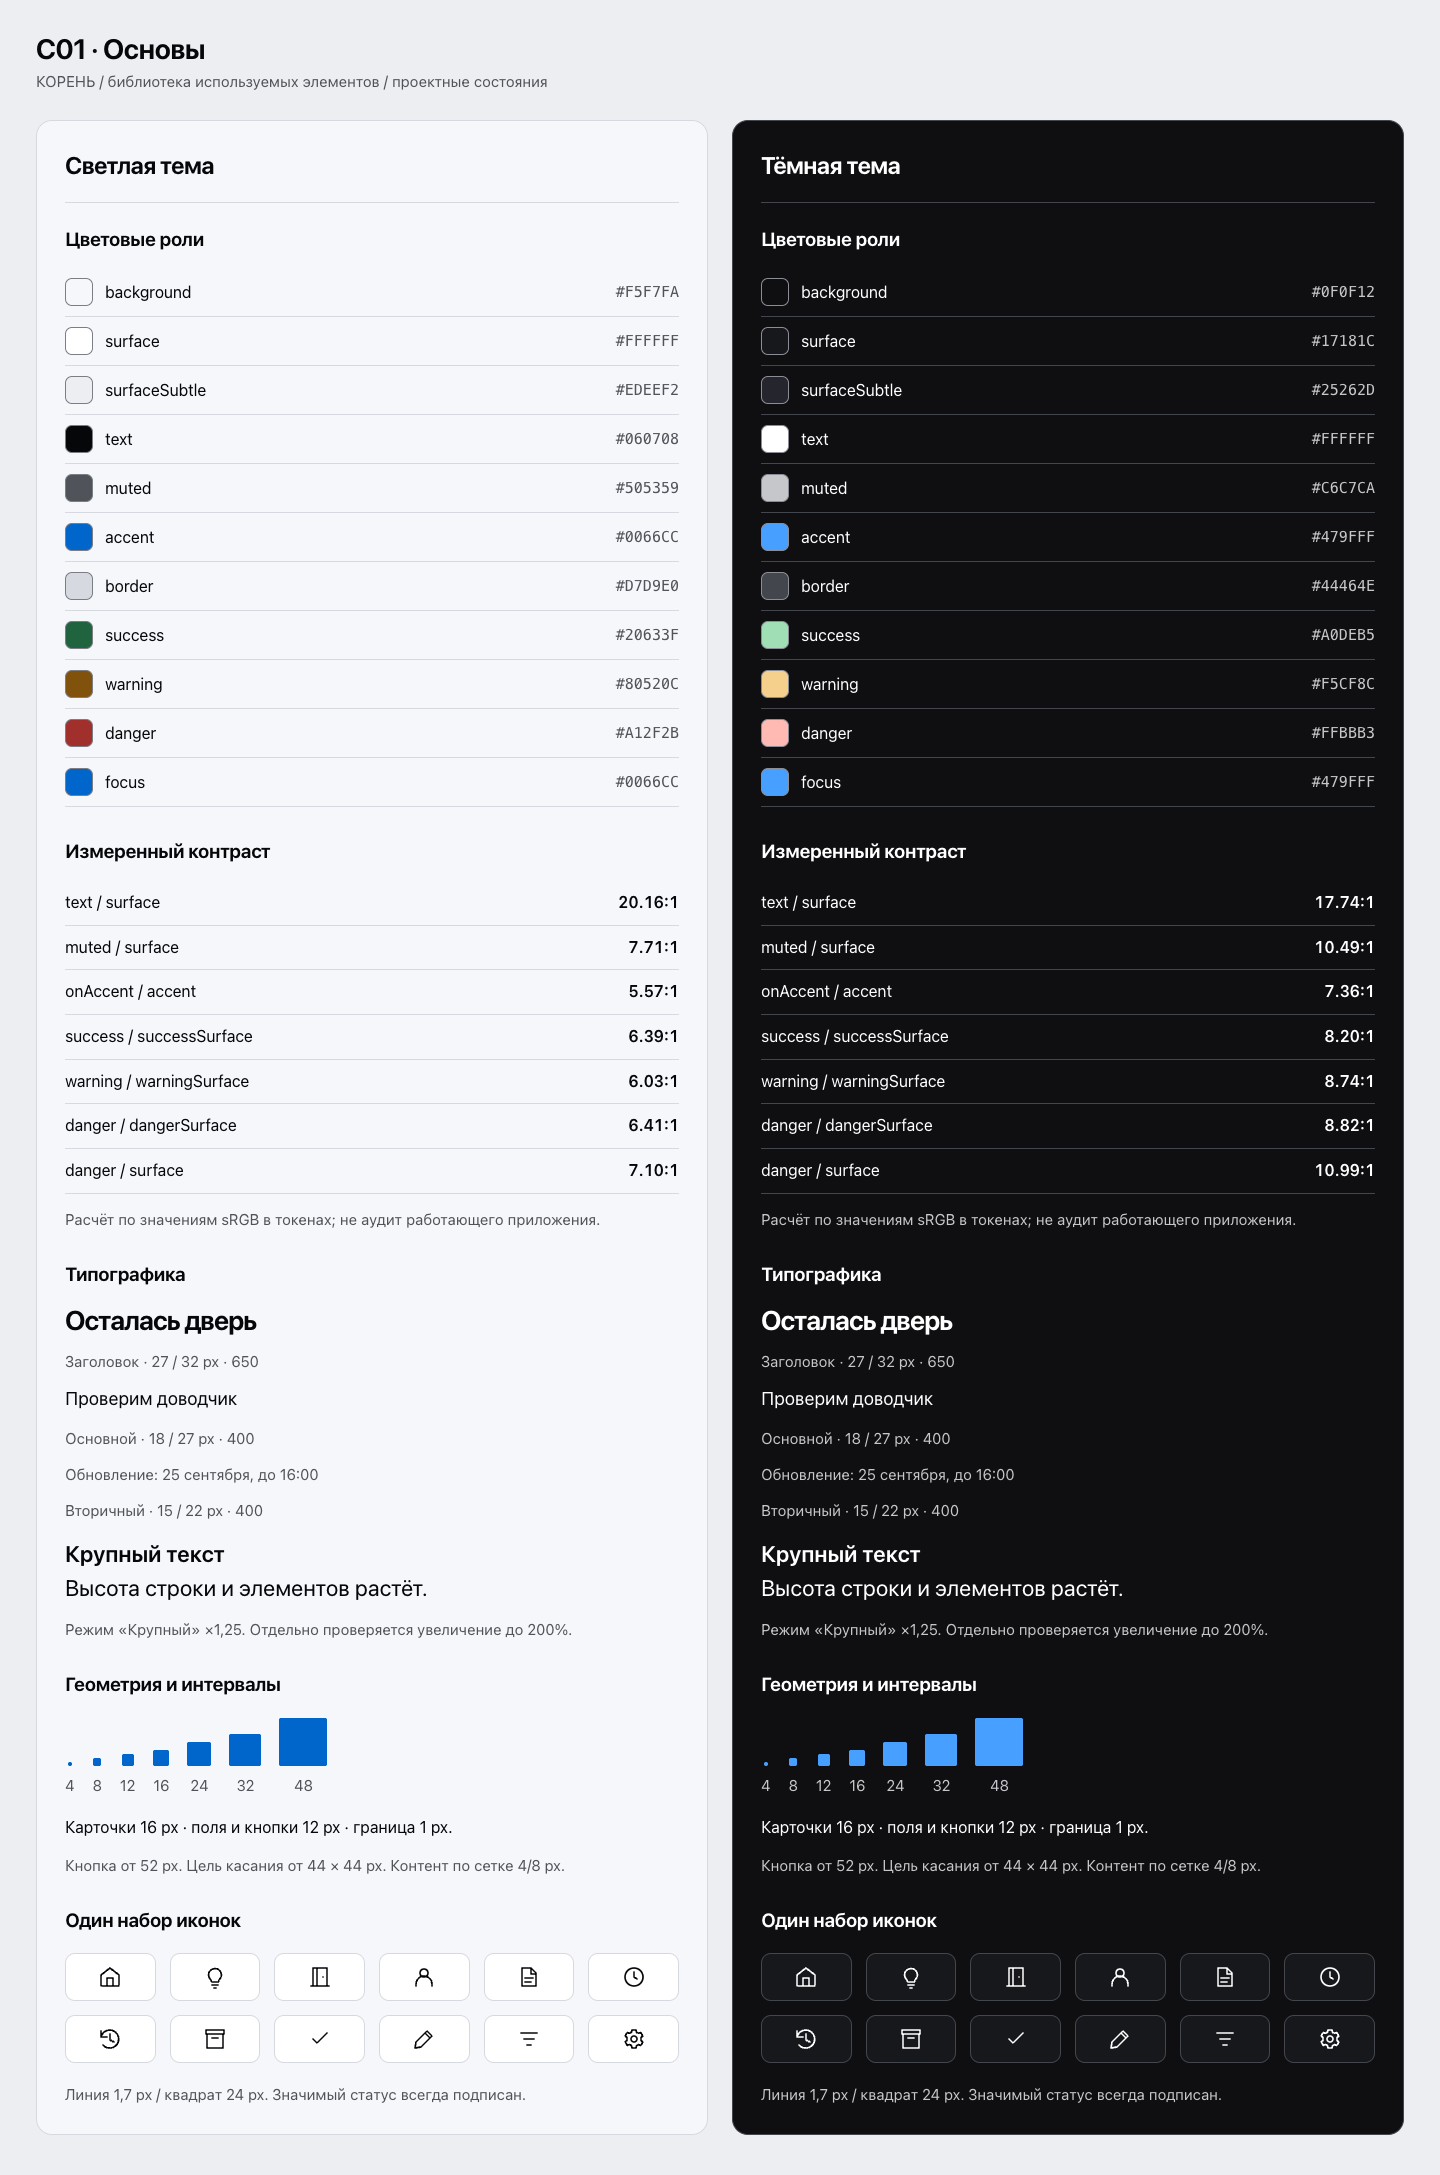 C01 · Основы
КОРЕНЬ / библиотека используемых элементов / проектные состояния
Светлая тема
Цветовые роли
background #F5F7FA
surface #FFFFFF
surfaceSubtle #EDEEF2
text #060708
muted #505359
accent #0066CC
border #D7D9E0
success #20633F
warning #80520C
danger #A12F2B
focus #0066CC
Измеренный контраст
text / surface 20.16:1
muted / surface 7.71:1
onAccent / accent 5.57:1
success / successSurface 6.39:1
warning / warningSurface 6.03:1
danger / dangerSurface 6.41:1
danger / surface 7.10:1
Расчёт по значениям sRGB в токенах; не аудит работающего приложения.
Типографика
Осталась дверь
Заголовок · 27 / 32 px · 650
Проверим доводчик
Основной · 18 / 27 px · 400
Обновление: 25 сентября, до 16:00
Вторичный · 15 / 22 px · 400
Крупный текст
Высота строки и элементов растёт.
Режим «Крупный» ×1,25. Отдельно проверяется увеличение до 200%.
Геометрия и интервалы
4 8 12 16 24 32 48
Карточки 16 px · поля и кнопки 12 px · граница 1 px.
Кнопка от 52 px. Цель касания от 44 × 44 px. Контент по сетке 4/8 px.
Один набор иконок
Линия 1,7 px / квадрат 24 px. Значимый статус всегда подписан.
Тёмная тема
Цветовые роли
background #0F0F12
surface #17181C
surfaceSubtle #25262D
text #FFFFFF
muted #C6C7CA
accent #479FFF
border #44464E
success #A0DEB5
warning #F5CF8C
danger #FFBBB3
focus #479FFF
Измеренный контраст
text / surface 17.74:1
muted / surface 10.49:1
onAccent / accent 7.36:1
success / successSurface 8.20:1
warning / warningSurface 8.74:1
danger / dangerSurface 8.82:1
danger / surface 10.99:1
Расчёт по значениям sRGB в токенах; не аудит работающего приложения.
Типографика
Осталась дверь
Заголовок · 27 / 32 px · 650
Проверим доводчик
Основной · 18 / 27 px · 400
Обновление: 25 сентября, до 16:00
Вторичный · 15 / 22 px · 400
Крупный текст
Высота строки и элементов растёт.
Режим «Крупный» ×1,25. Отдельно проверяется увеличение до 200%.
Геометрия и интервалы
4 8 12 16 24 32 48
Карточки 16 px · поля и кнопки 12 px · граница 1 px.
Кнопка от 52 px. Цель касания от 44 × 44 px. Контент по сетке 4/8 px.
Один набор иконок
Линия 1,7 px / квадрат 24 px. Значимый статус всегда подписан.